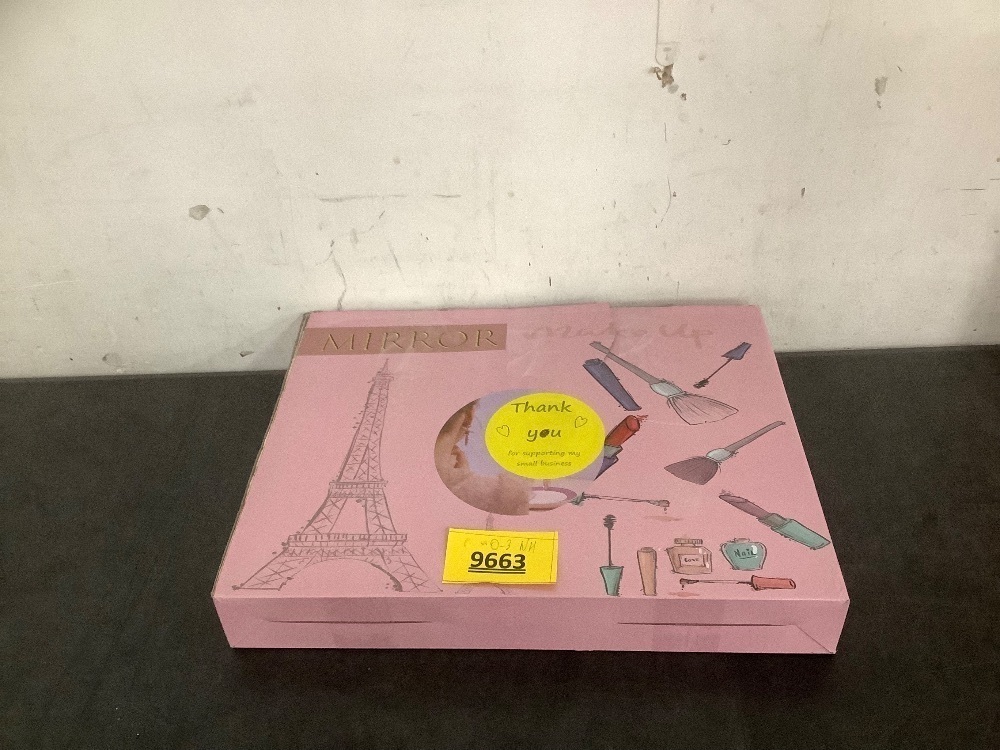 MIRROR
Make Up
Thank
you
for supporting my
small business
9663
Nail